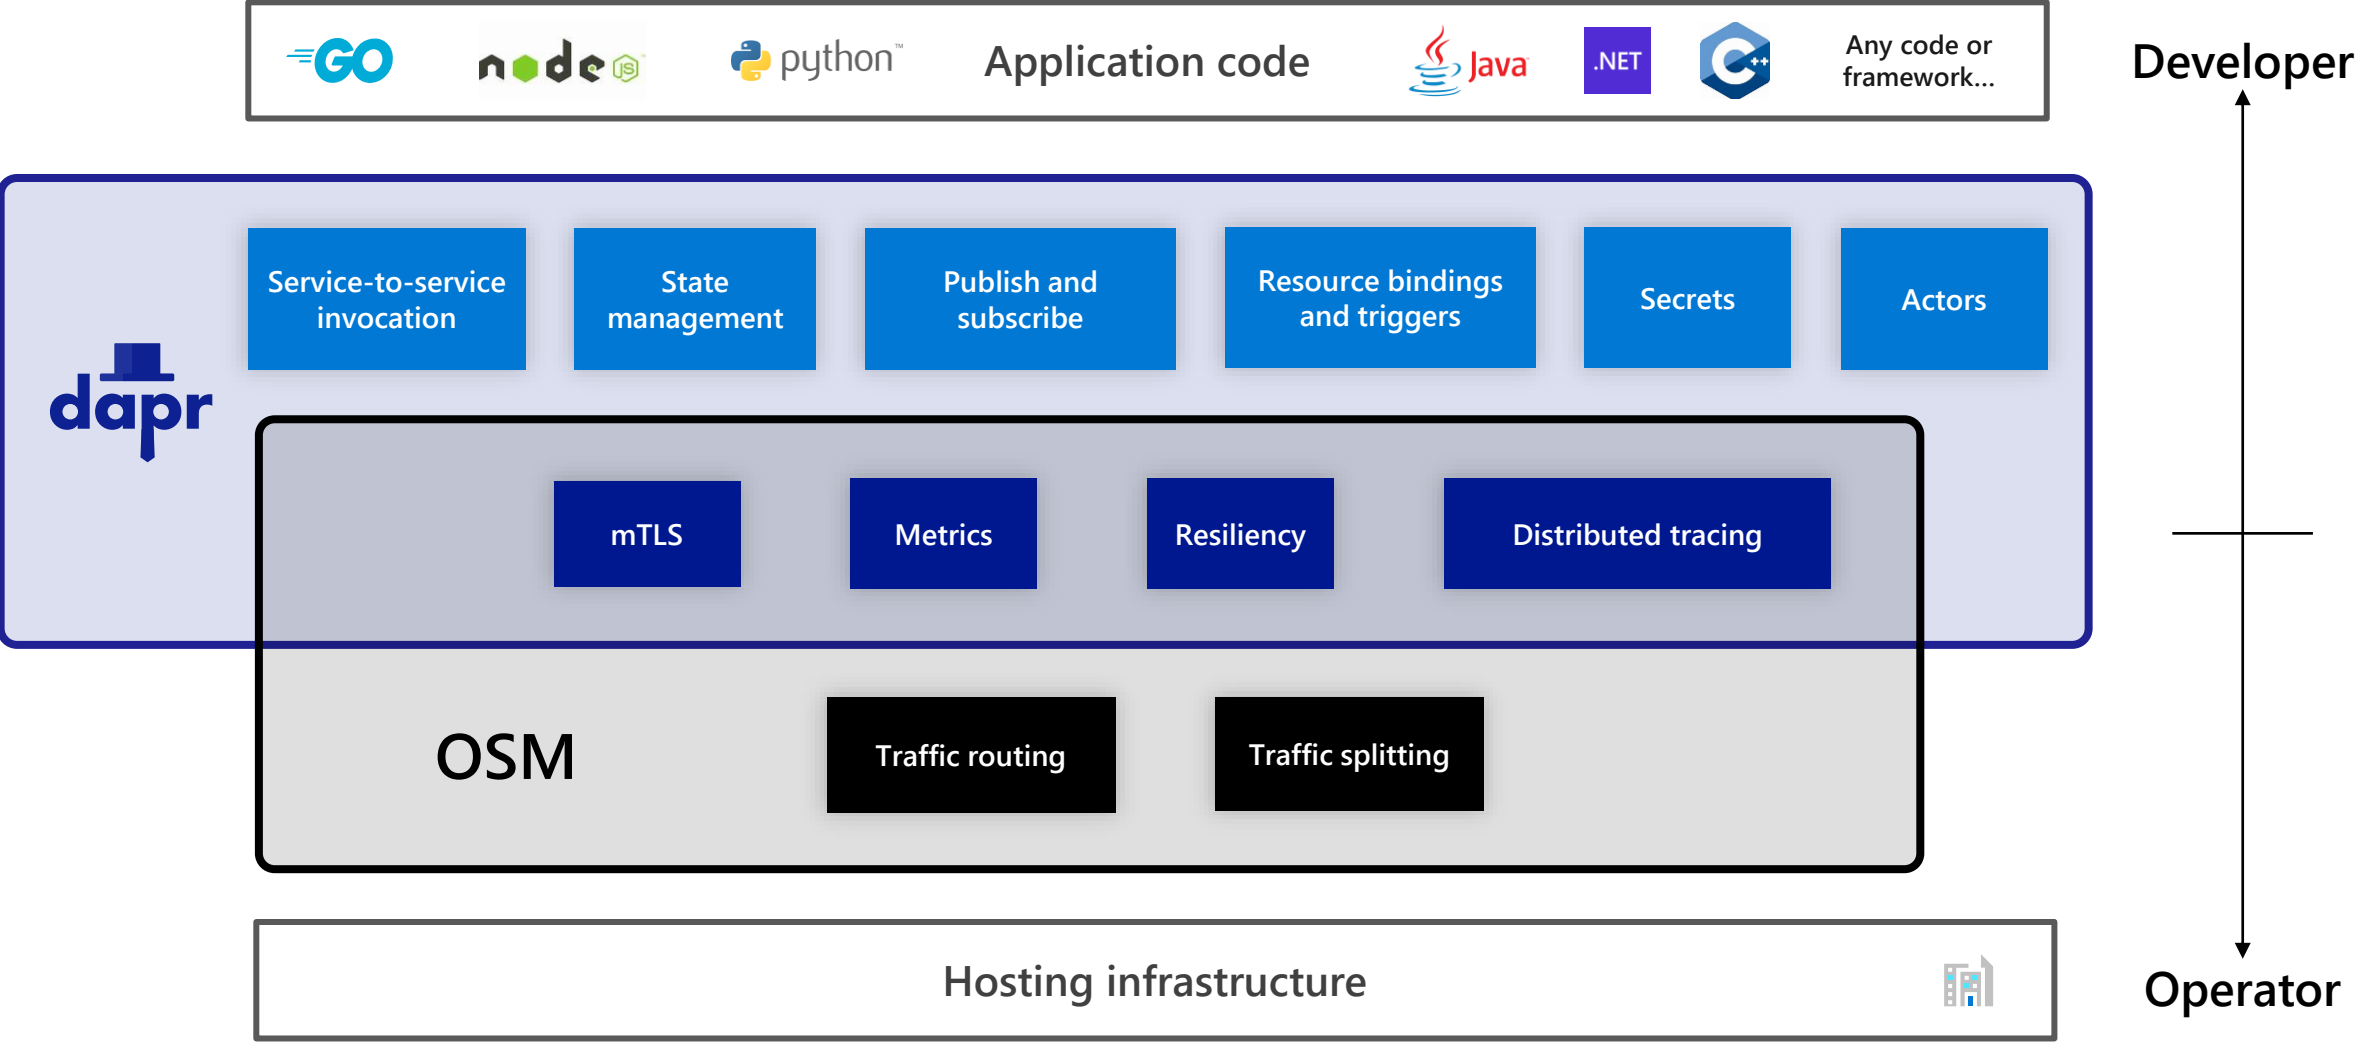 GO
node
JS
python™
Application code
Java
.NET
C++
Any code or
framework...
Developer
Service-to-service
invocation
State
management
Publish and
subscribe
Resource bindings
and triggers
Secrets
Actors
dapr
mTLS
Metrics
Resiliency
Distributed tracing
OSM
Traffic routing
Traffic splitting
Hosting infrastructure
Operator